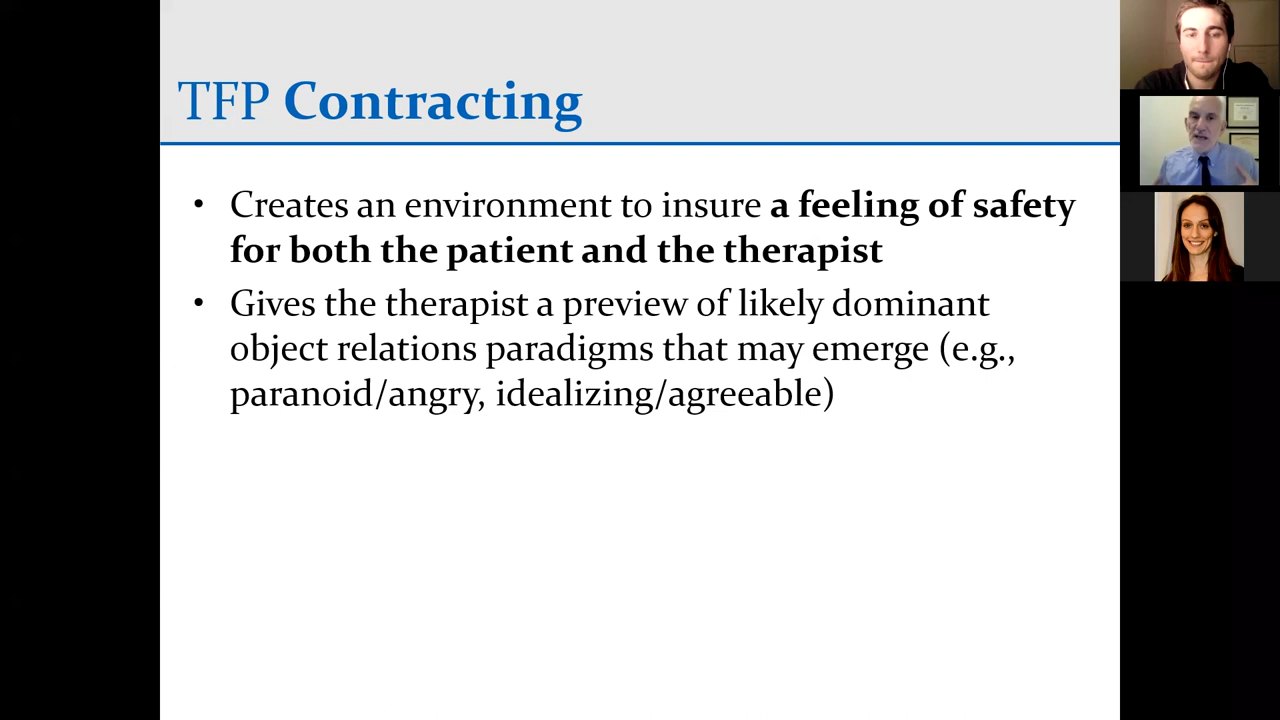 TFP Contracting
• Creates an environment to insure a feeling of safety
for both the patient and the therapist
• Gives the therapist a preview of likely dominant
object relations paradigms that may emerge (e.g.,
paranoid/angry, idealizing/agreeable)